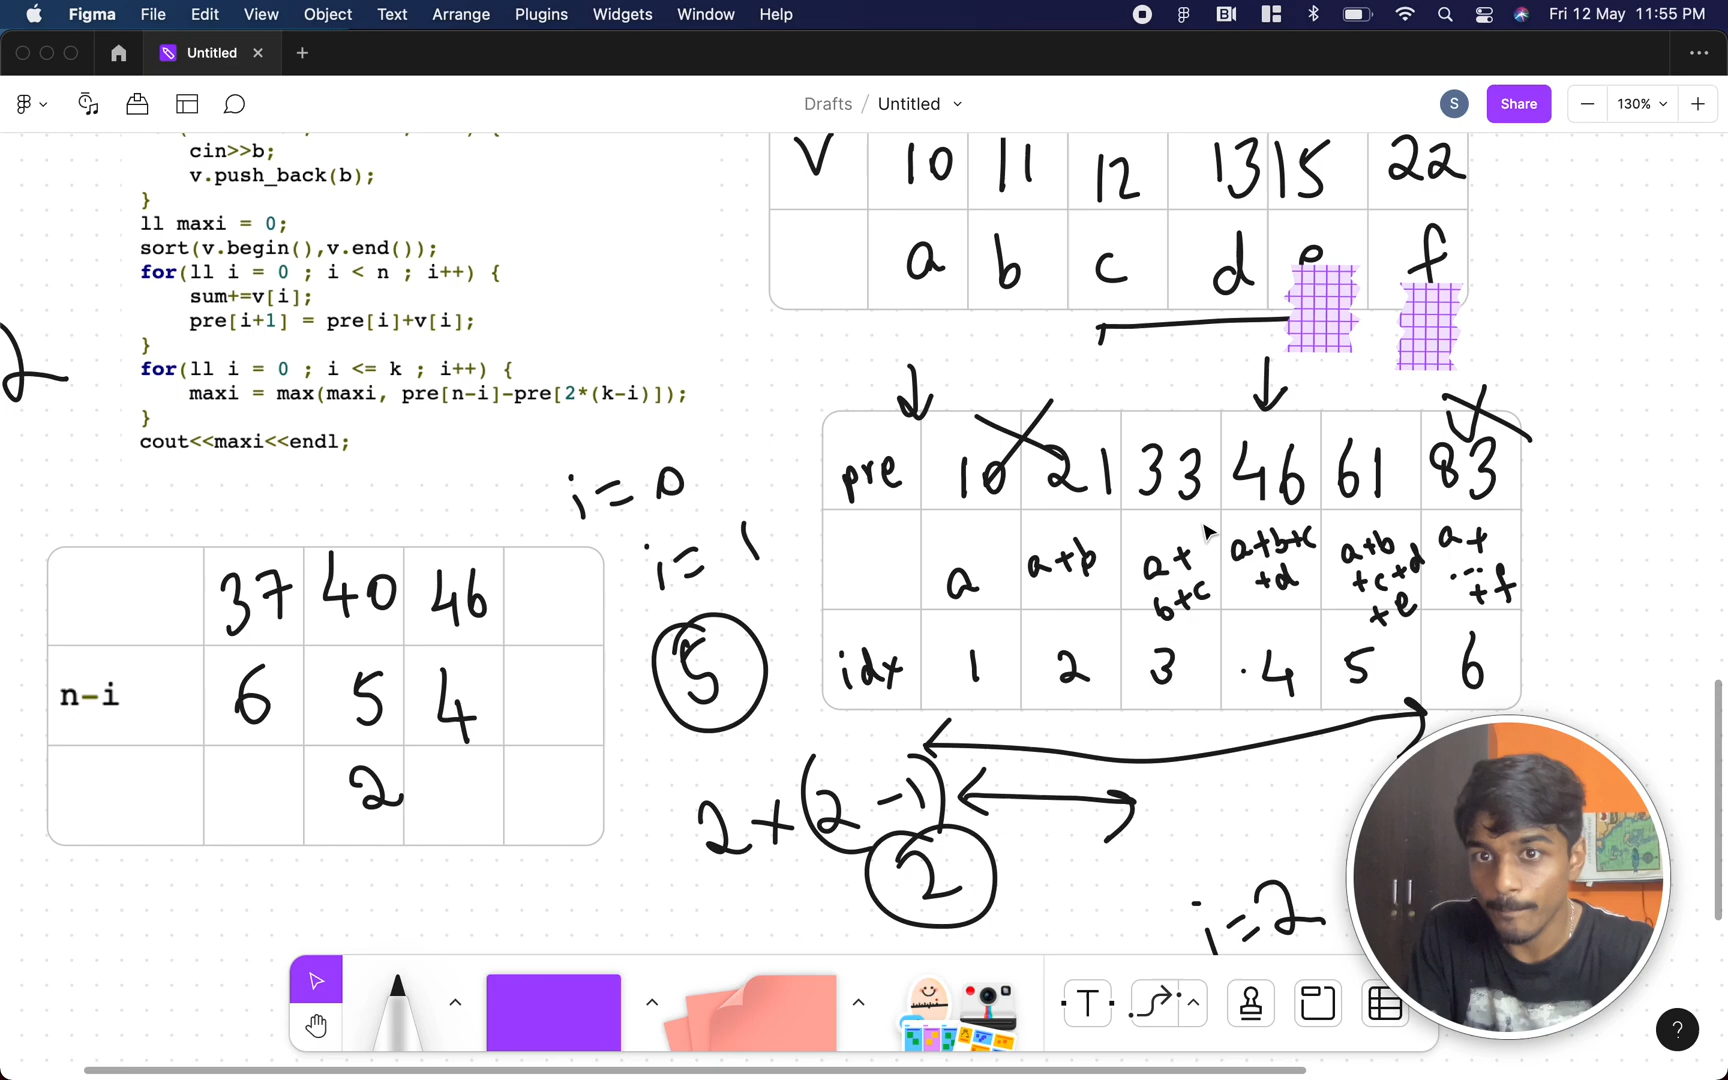 Figma File Edit View Object Text Arrange Plugins Widgets Window Help Fri 12 May 11:55 PM
Untitled
Drafts / Untitled S Share 130%
cin>>b;
v.push_back(b);
}
ll maxi = 0;
sort(v.begin(),v.end());
for(ll i = 0 ; i < n ; i++) {
sum+=v[i];
pre[i+1] = pre[i]+v[i];
}
for(ll i = 0 ; i <= k ; i++) {
maxi = max(maxi, pre[n-i]-pre[2*(k-i)]);
}
cout<<maxi<<endl;
2
V 10 11 12 13 15 22
a b c d e f
i = 0
i = 1
5
pre 10 21 33 46 61 83
a a+b a+b+c a+b+c+d a+b+c+d+e a+...+f
idx 1 2 3 4 5 6
37 40 46
n-i 6 5 4
2
2 * (2-1)
2
i=2
T
?